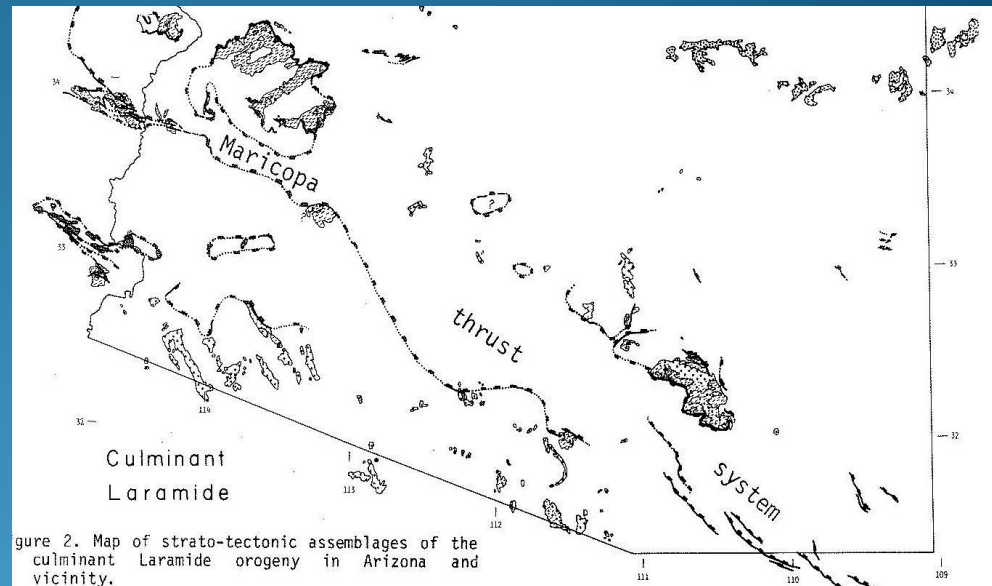 34
34
Maricopa
?
33
33
thrust
114
32
32
Culminant
Laramide
113
system
112
gure 2. Map of strato-tectonic assemblages of the
culminant Laramide orogeny in Arizona and
vicinity.
111
110
109